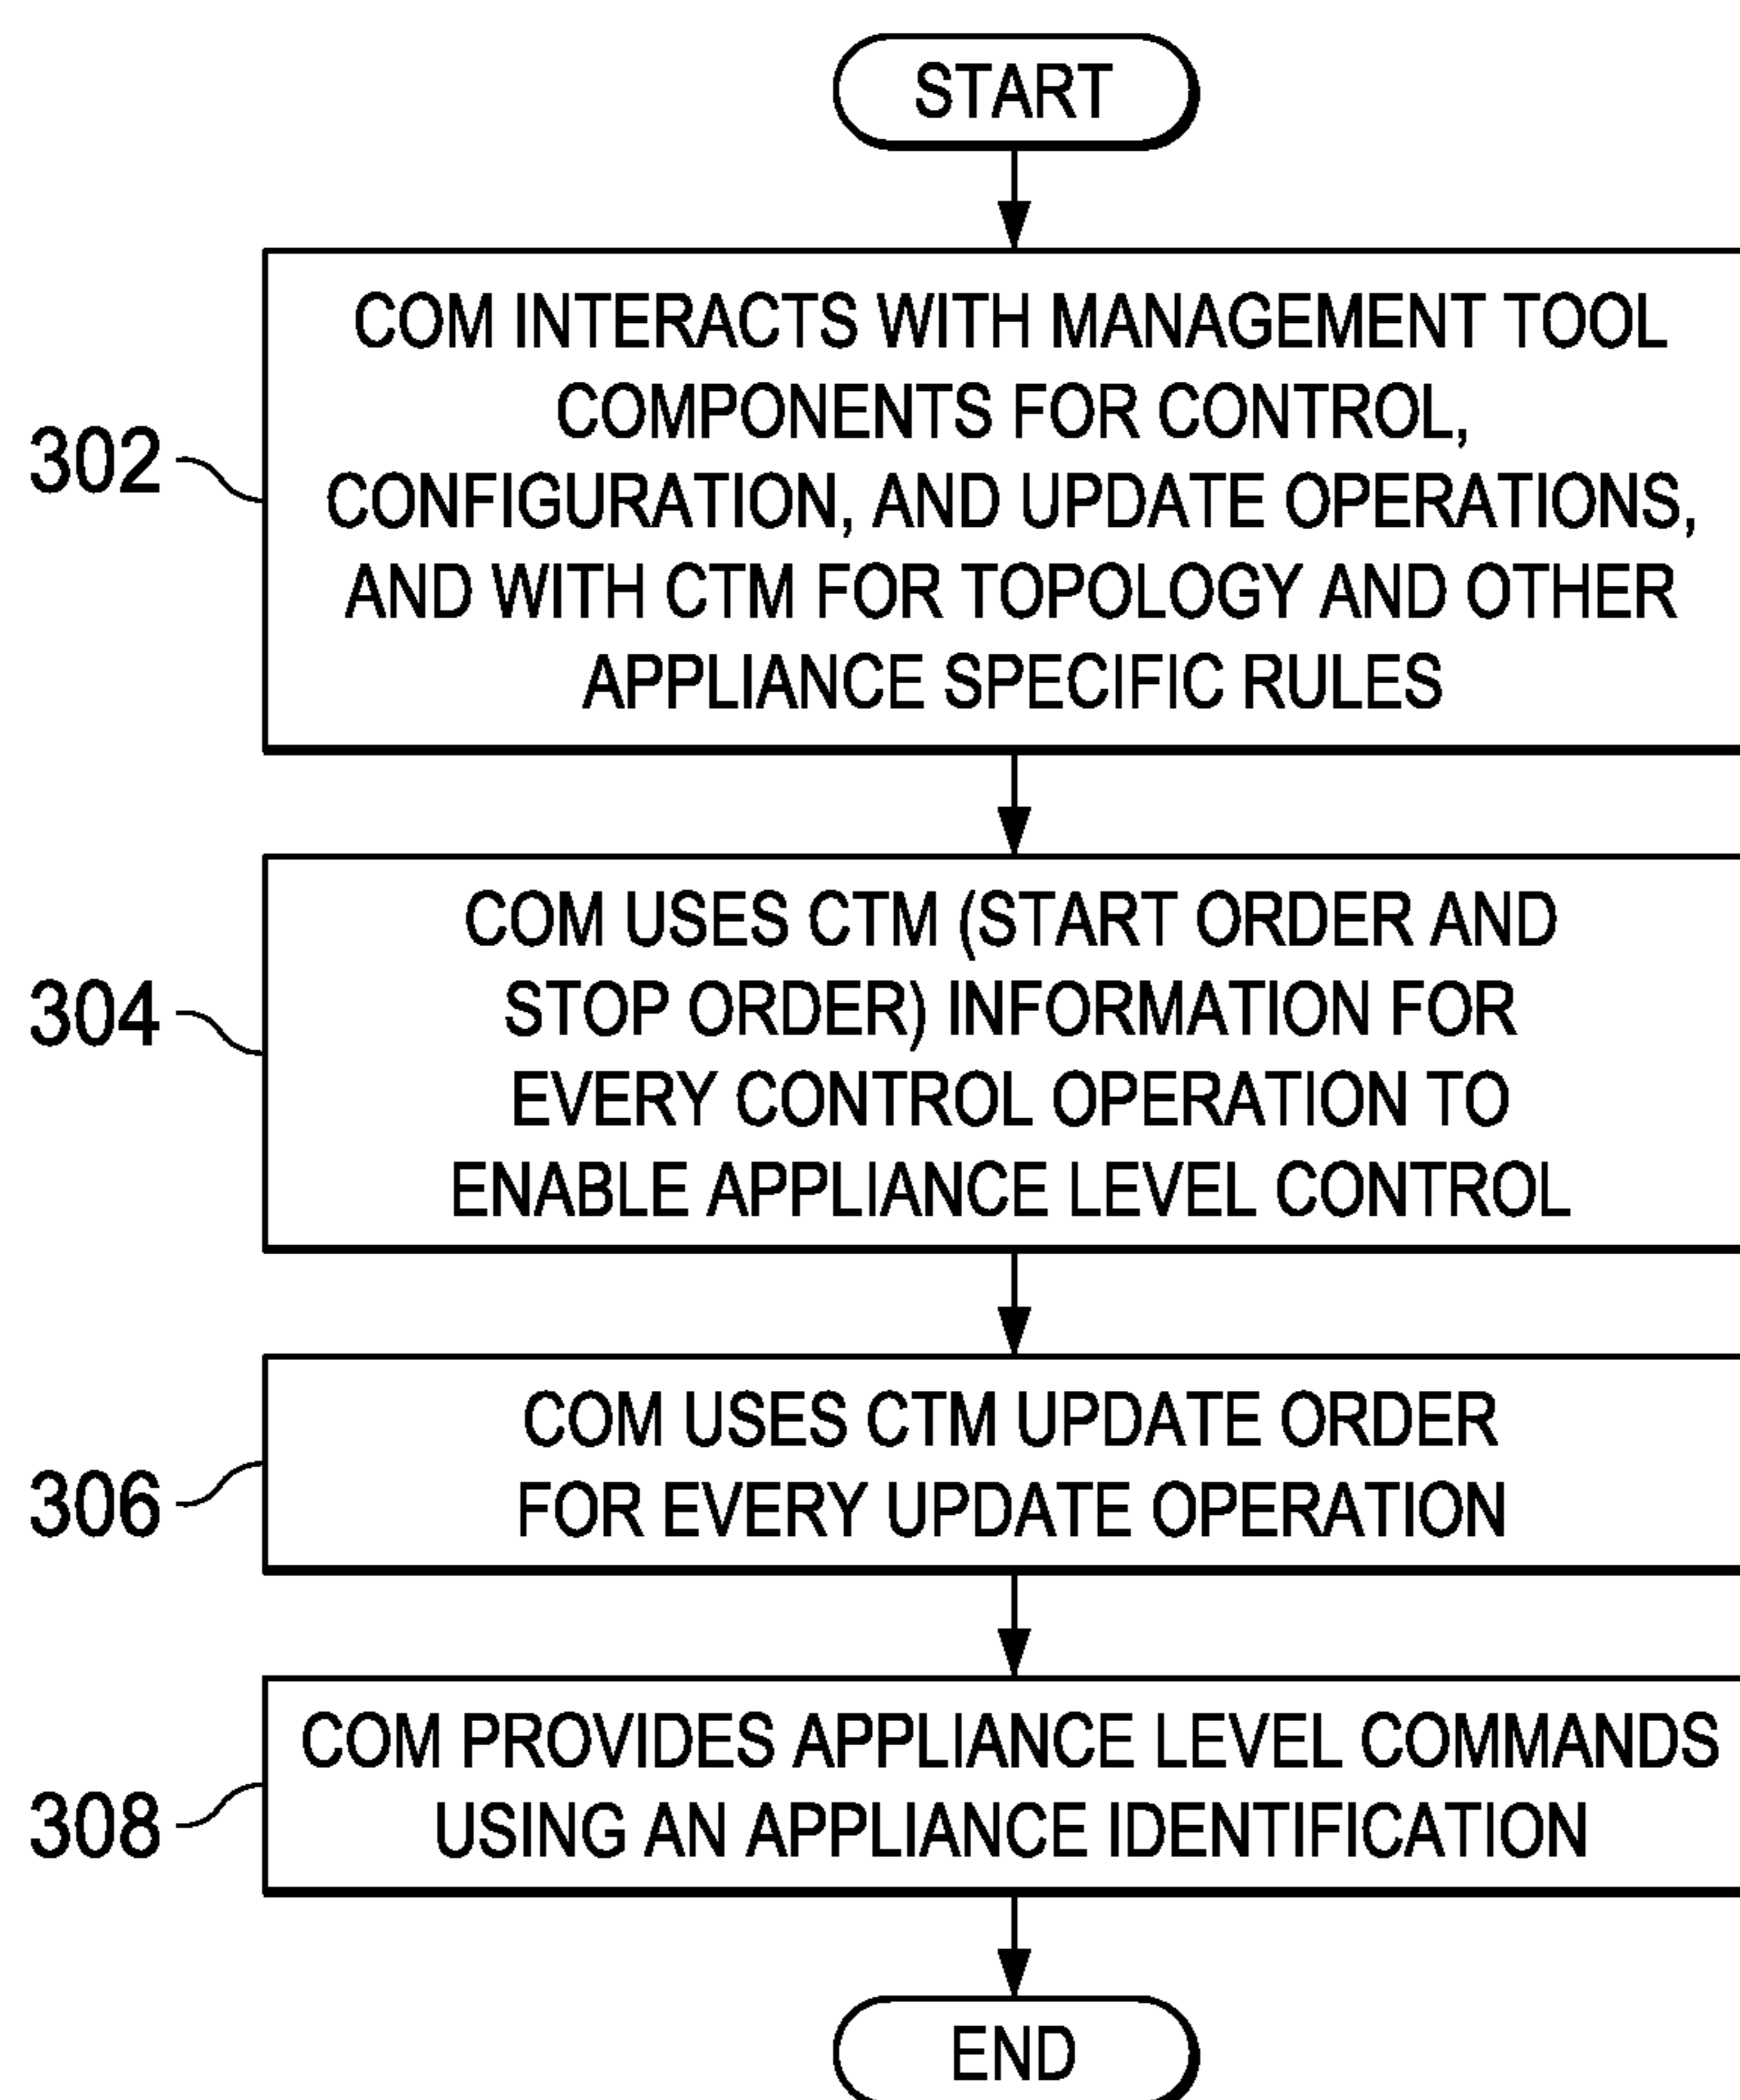 START
COM INTERACTS WITH MANAGEMENT TOOL
COMPONENTS FOR CONTROL,
CONFIGURATION, AND UPDATE OPERATIONS,
AND WITH CTM FOR TOPOLOGY AND OTHER
APPLIANCE SPECIFIC RULES
302
COM USES CTM (START ORDER AND
STOP ORDER) INFORMATION FOR
EVERY CONTROL OPERATION TO
ENABLE APPLIANCE LEVEL CONTROL
304
COM USES CTM UPDATE ORDER
FOR EVERY UPDATE OPERATION
306
COM PROVIDES APPLIANCE LEVEL COMMANDS
USING AN APPLIANCE IDENTIFICATION
308
END